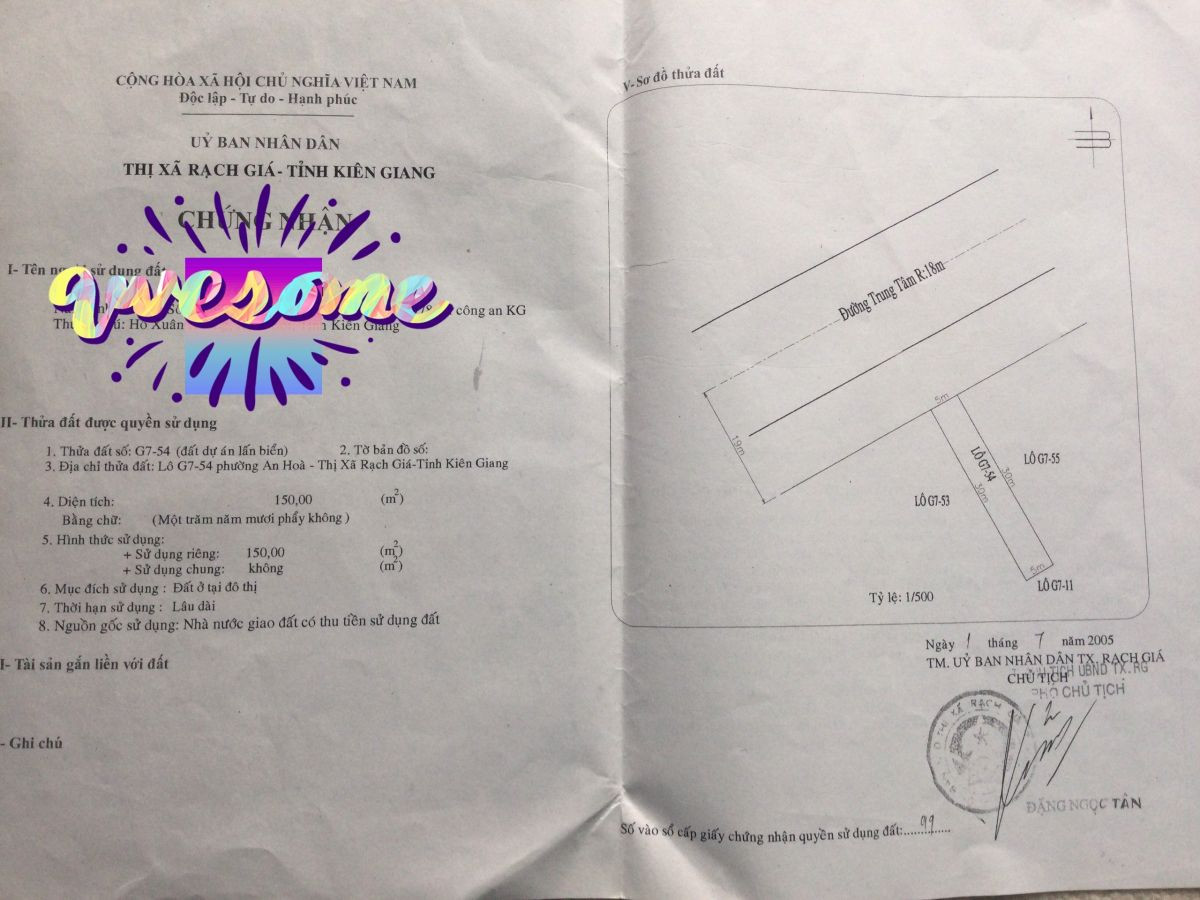 CỘNG HÒA XÃ HỘI CHỦ NGHĨA VIỆT NAM
Độc lập - Tự do - Hạnh phúc
UỶ BAN NHÂN DÂN
THỊ XÃ RẠCH GIÁ- TỈNH KIÊN GIANG
CHỨNG NHẬN
I- Tên người sử dụng đất
awesome
công an KG
Hồ Xuân Kiên Giang
II- Thửa đất được quyền sử dụng
1. Thửa đất số: G7-54 (đất dự án lấn biển) 2. Tờ bản đồ số:
3. Địa chỉ thửa đất: Lô G7-54 phường An Hoà - Thị Xã Rạch Giá-Tỉnh Kiên Giang
4. Diện tích: 150,00 (m2)
Bằng chữ: (Một trăm năm mươi phẩy không )
5. Hình thức sử dụng:
+ Sử dụng riêng: 150,00 (m2)
+ Sử dụng chung: không (m2)
6. Mục đích sử dụng : Đất ở tại đô thị
7. Thời hạn sử dụng : Lâu dài
8. Nguồn gốc sử dụng: Nhà nước giao đất có thu tiền sử dụng đất
I- Tài sản gắn liền với đất
- Ghi chú
V- Sơ đồ thửa đất
Đường Trung Tâm R:18m
19m
5m
LÔ G7-54
30m
30m
LÔ G7-55
LÔ G7-53
5m
LÔ G7-11
Tỷ lệ: 1/500
Ngày 1 tháng 7 năm 2005
TM. UỶ BAN NHÂN DÂN TX. RẠCH GIÁ
CHỦ TỊCH
TỊCH UBND TX.RG
PHÓ CHỦ TỊCH
THỊ XÃ RẠCH
ĐẶNG NGỌC TÂN
Số vào sổ cấp giấy chứng nhận quyền sử dụng đất:...99......